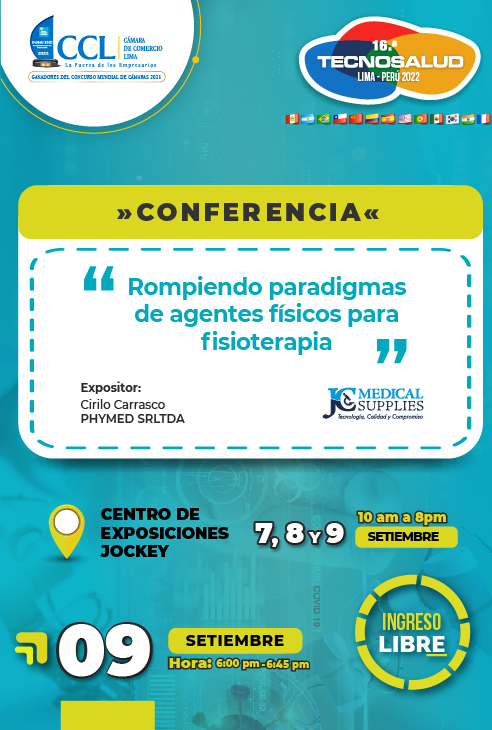 CCL
CÁMARA
DE COMERCIO
LIMA
La Fuerza de los Empresarios
GANADORES DEL CONCURSO MUNDIAL DE CÁMARAS 2021
16.ª
TECNOSALUD
LIMA - PERÚ 2022
»CONFERENCIA«
“Rompiendo paradigmas
de agentes físicos para
fisioterapia”
Expositor:
Cirilo Carrasco
PHYMED SRLTDA
JC MEDICAL
SUPPLIES
Tecnología, Calidad y Compromiso
CENTRO DE
EXPOSICIONES
JOCKEY
7, 8 Y 9
10 am a 8pm
SETIEMBRE
COVID 19
INGRESO
LIBRE
09
SETIEMBRE
Hora: 6:00 pm - 6:45 pm